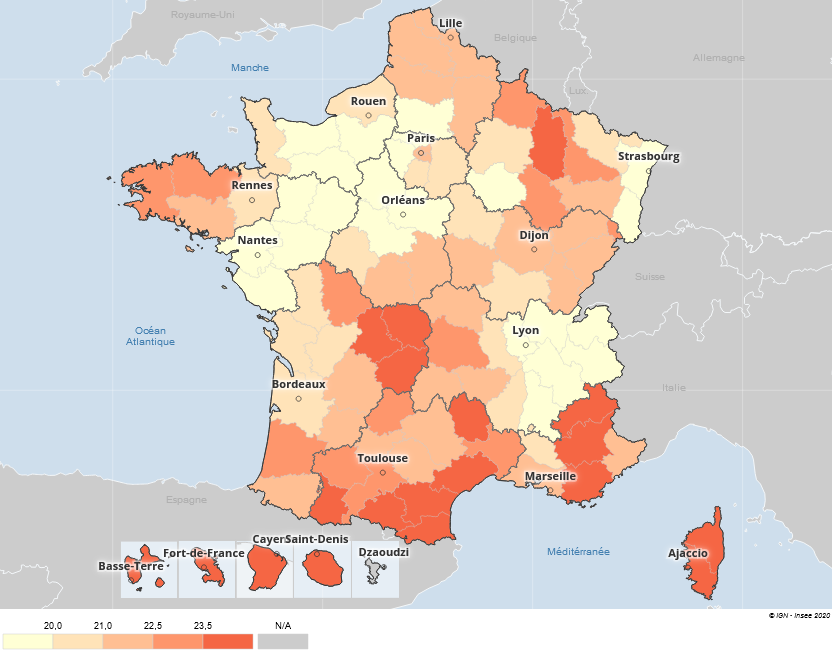 Royaume-Uni
Lille
Belgique
Manche
Allemagne
Lux
Rouen
Paris
Strasbourg
Rennes
Orléans
Nantes
Dijon
Suisse
Océan
Atlantique
Lyon
Bordeaux
Italie
Toulouse
Marseille
Espagne
Basse-Terre
Fort-de-France
Cayen
Saint-Denis
Dzaoudzi
Méditérranée
Ajaccio
© IGN - Insee 2020
20,0 21,0 22,5 23,5 N/A